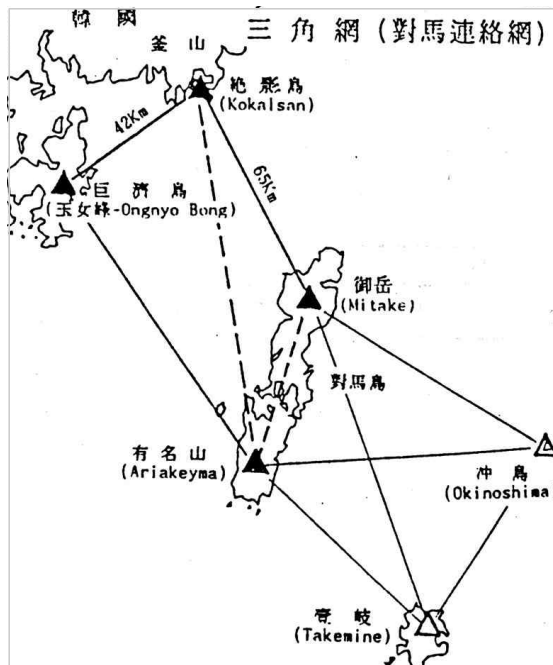 韓國
三角網(對馬連絡網)
釜山
絶影島
(Kokalsan)
42Km
65Km
巨濟島
(玉女峰-Ongnyo Bong)
御岳
(Mitake)
對馬島
有名山
(Ariakeyma)
冲島
(Okinoshima)
壹岐
(Takemine)